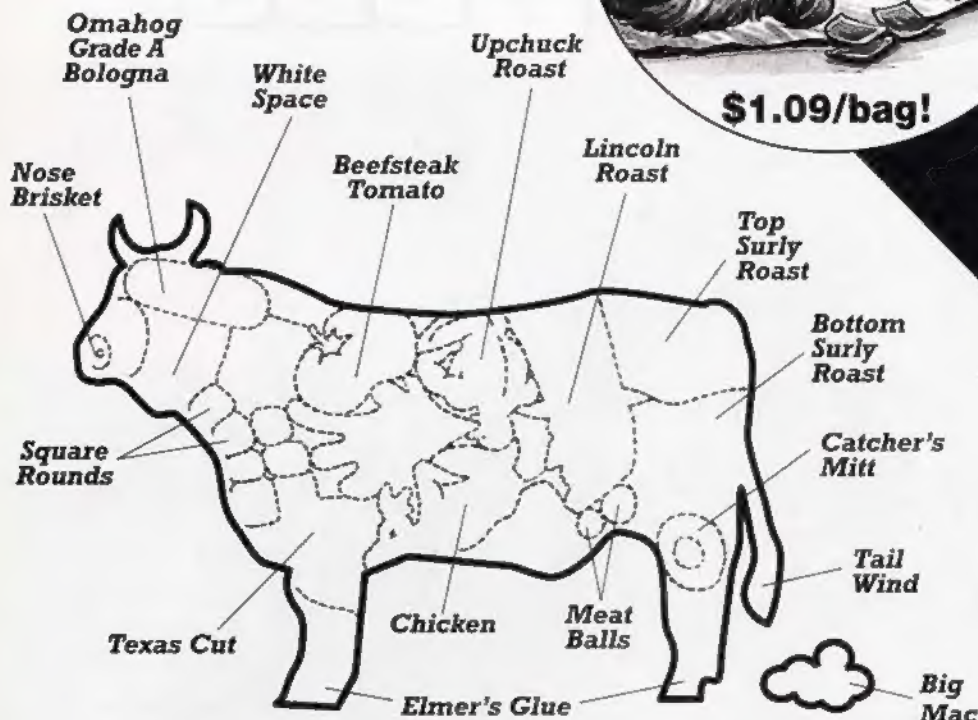 Omahog
Grade A
Bologna
White
Space
Upchuck
Roast
$1.09/bag!
Nose
Brisket
Beefsteak
Tomato
Lincoln
Roast
Top
Surly
Roast
Bottom
Surly
Roast
Square
Rounds
Catcher's
Mitt
Tail
Wind
Texas Cut
Chicken
Meat
Balls
Elmer's Glue
Big
Mac